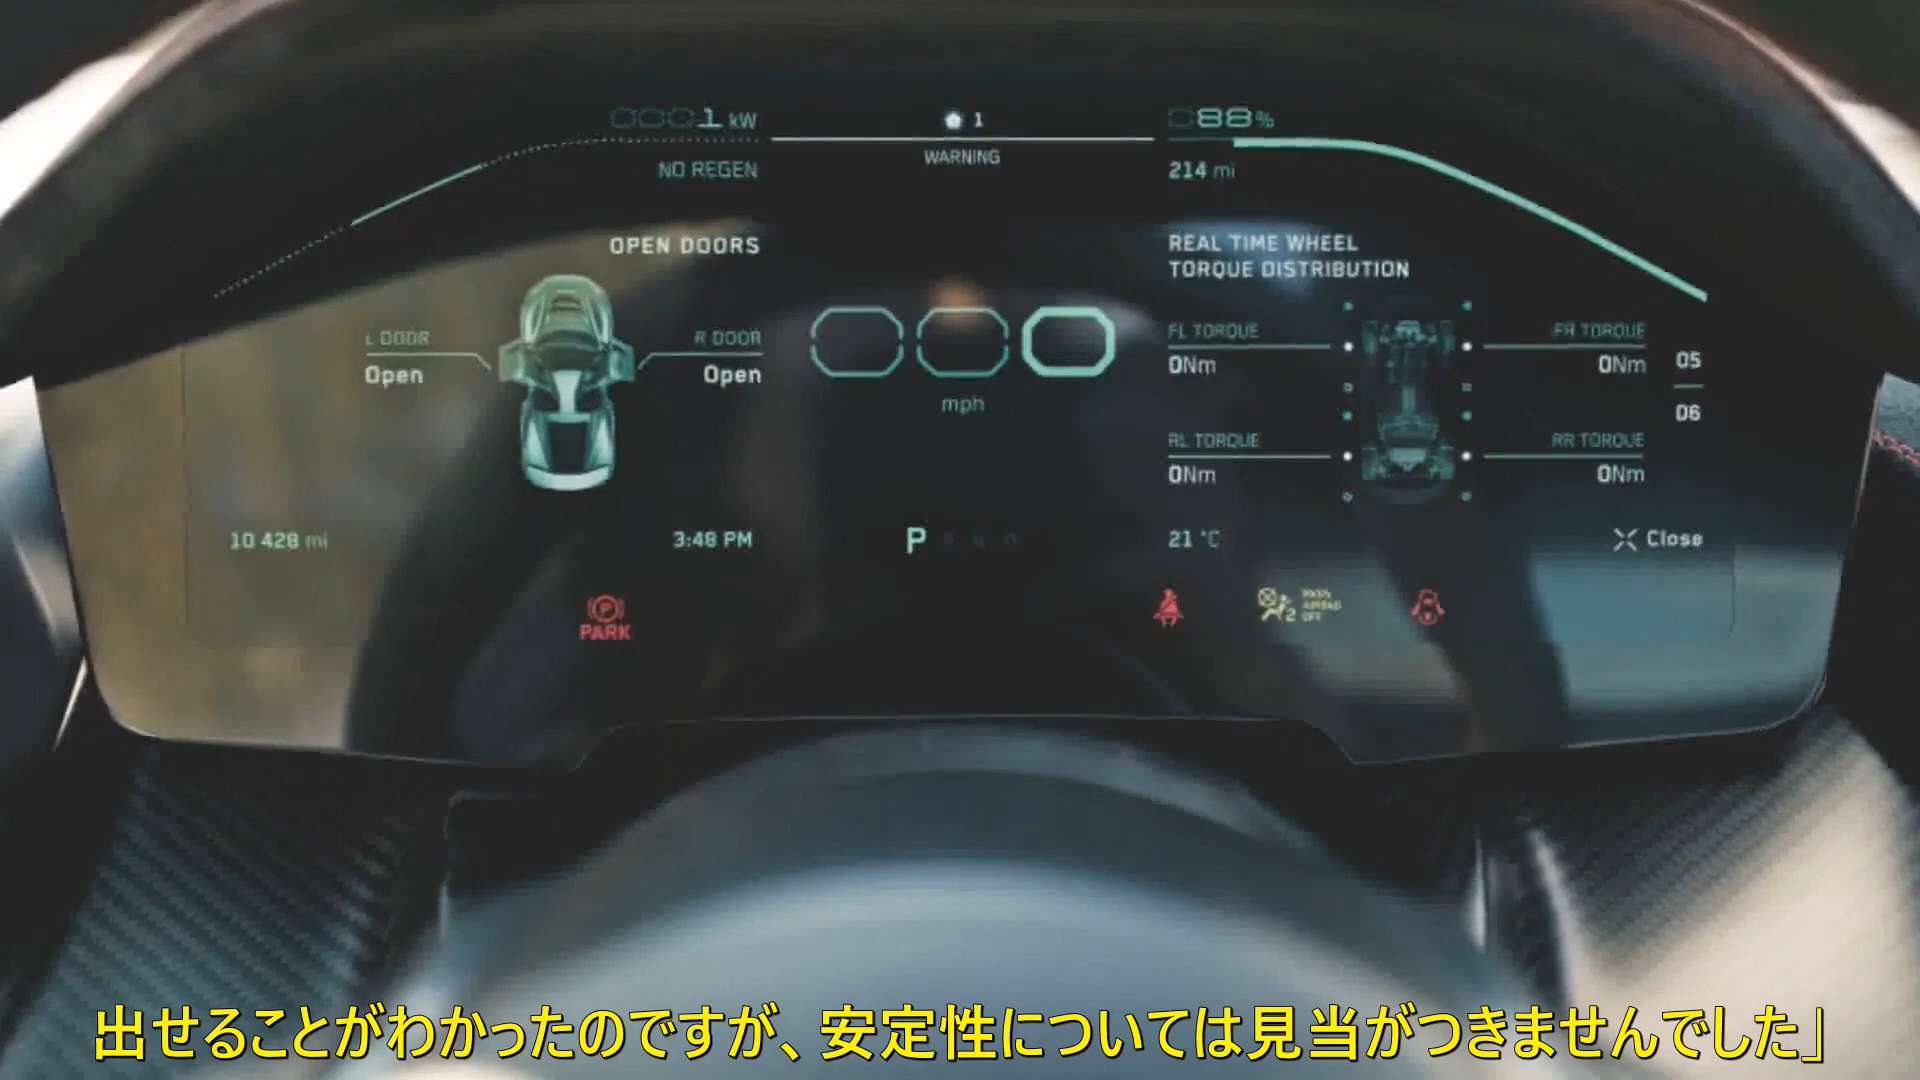 0001 kW
1
088%
WARNING
NO REGEN
214 mi
OPEN DOORS
REAL TIME WHEEL
TORQUE DISTRIBUTION
L DOOR
Open
R DOOR
Open
mph
FL TORQUE
0Nm
FR TORQUE
0Nm
05
06
RL TORQUE
0Nm
RR TORQUE
0Nm
10 428 mi
3:48 PM
P
21 °C
Close
PARK
2
AIRBAG
OFF
出せることがわかったのですが、安定性については見当がつきませんでした」